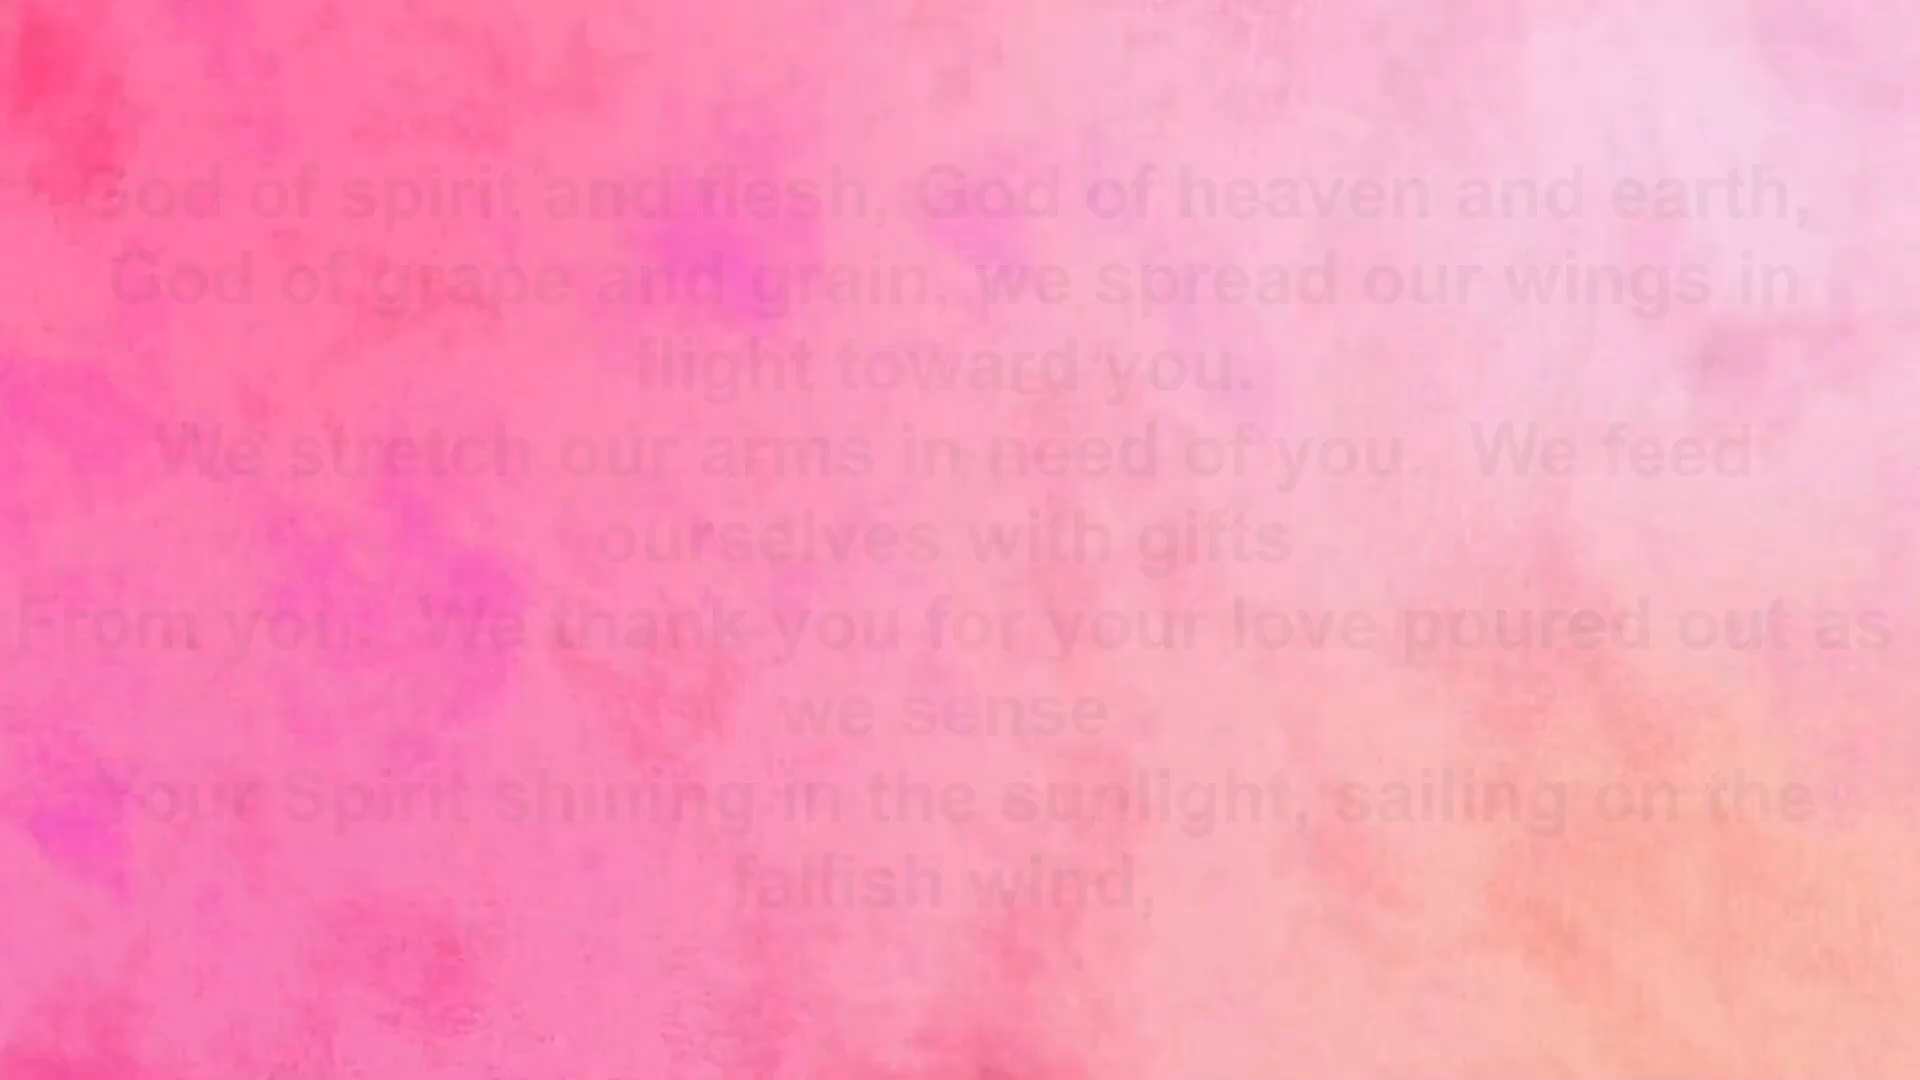 God of spirit and flesh, God of heaven and earth,
God of grape and grain. we spread our wings in
flight toward you.
We stretch our arms in need of you.  We feed
ourselves with gifts
From you.  We thank you for your love poured out as
we sense
Your Spirit shining in the sunlight, sailing on the
wind,